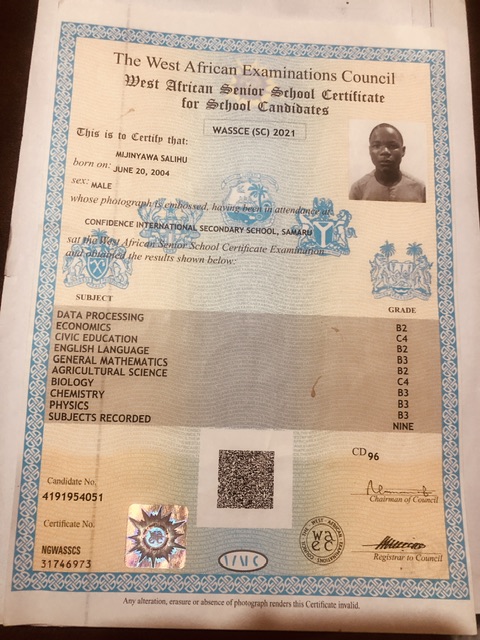 The West African Examinations Council
West African Senior School Certificate
for School Candidates
WASSCE (SC) 2021
This is to Certify that:
MIJINYAWA SALIHU
born on: JUNE 20, 2004
sex: MALE
whose photograph is embossed, having been in attendance at
CONFIDENCE INTERNATIONAL SECONDARY SCHOOL, SAMARU
sat the West African Senior School Certificate Examination
and obtained the results shown below:
SUBJECT GRADE
DATA PROCESSING B2
ECONOMICS C4
CIVIC EDUCATION B2
ENGLISH LANGUAGE B3
GENERAL MATHEMATICS B2
AGRICULTURAL SCIENCE C4
BIOLOGY B3
CHEMISTRY B3
PHYSICS B3
SUBJECTS RECORDED NINE
CD 96
Candidate No.
4191954051
Chairman of Council
Certificate No.
NGWASSCS
31746973
waec
Registrar to Council
Any alteration, erasure or absence of photograph renders this Certificate invalid.